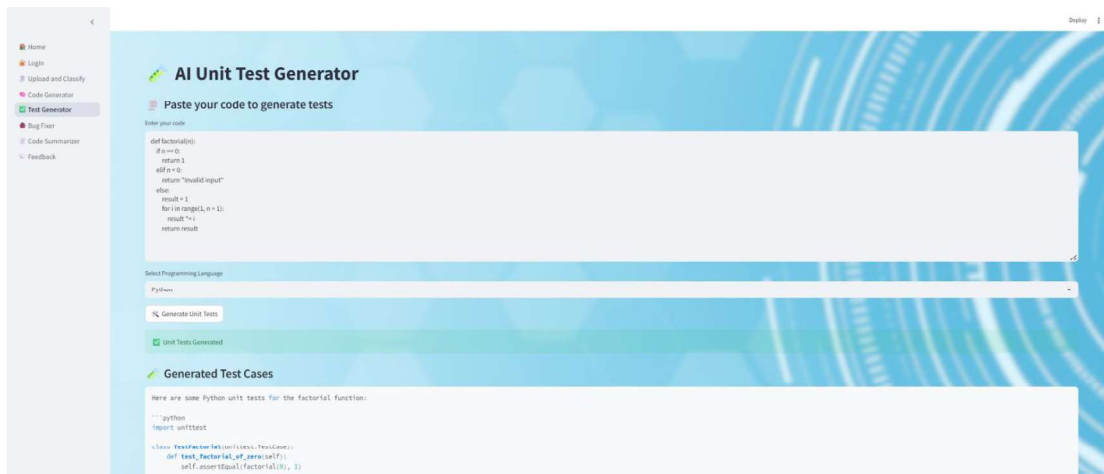 Deploy
Home
Login
Upload and Classify
Code Generator
Test Generator
Bug Fixer
Code Summarizer
Feedback
AI Unit Test Generator
Paste your code to generate tests
Enter your code
def factorial(n):
if n == 0:
return 1
elif n < 0:
return "Invalid input"
else:
result = 1
for i in range(1, n + 1):
result *= i
return result
Select Programming Language
Python
Generate Unit Tests
Unit Tests Generated
Generated Test Cases
Here are some Python unit tests for the factorial function:
```python
import unittest
class TestFactorial(unittest.TestCase):
def test_factorial_of_zero(self):
self.assertEqual(factorial(0), 1)